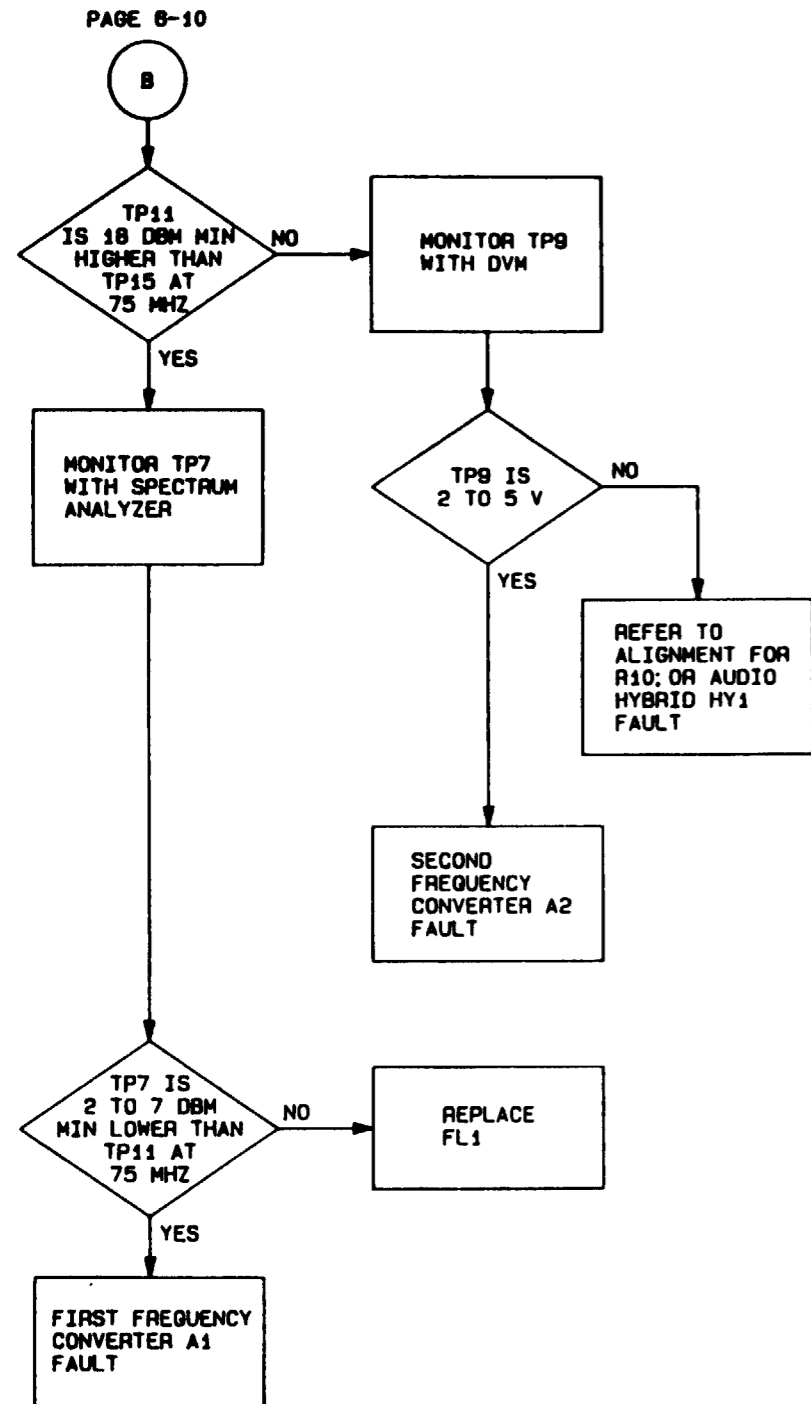 PAGE 6-10
B
TP11
IS 18 DBM MIN
HIGHER THAN
TP15 AT
75 MHZ
NO
MONITOR TP9
WITH DVM
YES
MONITOR TP7
WITH SPECTRUM
ANALYZER
TP9 IS
2 TO 5 V
NO
YES
REFER TO
ALIGNMENT FOR
R10; OR AUDIO
HYBRID HY1
FAULT
SECOND
FREQUENCY
CONVERTER A2
FAULT
TP7 IS
2 TO 7 DBM
MIN LOWER THAN
TP11 AT
75 MHZ
NO
REPLACE
FL1
YES
FIRST FREQUENCY
CONVERTER A1
FAULT